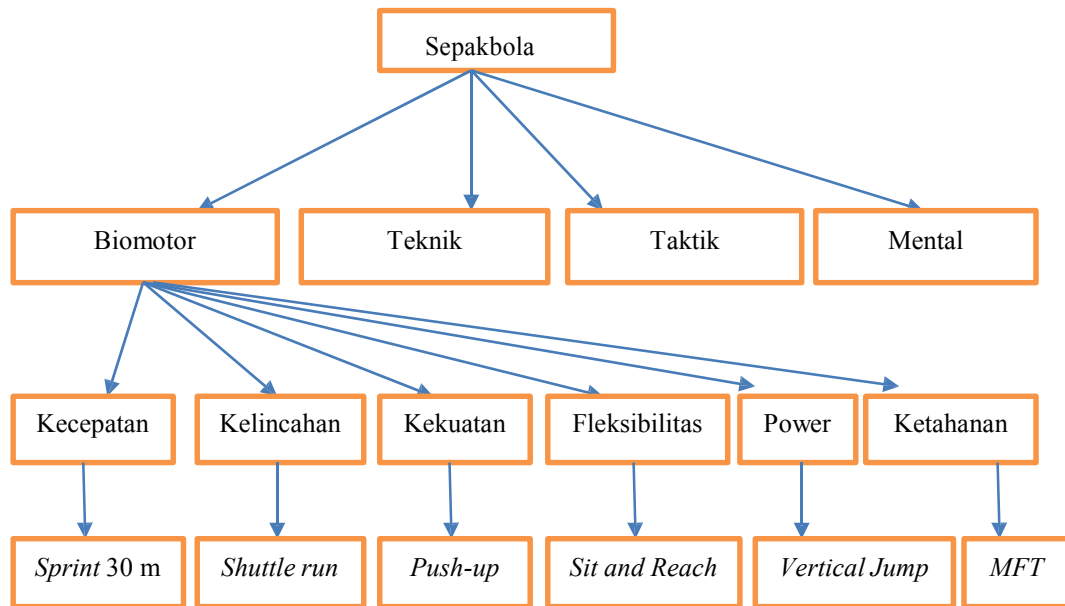 Sepakbola
Biomotor
Teknik
Taktik
Mental
Kecepatan
Kelincahan
Kekuatan
Fleksibilitas
Power
Ketahanan
Sprint 30 m
Shuttle run
Push-up
Sit and Reach
Vertical Jump
MFT